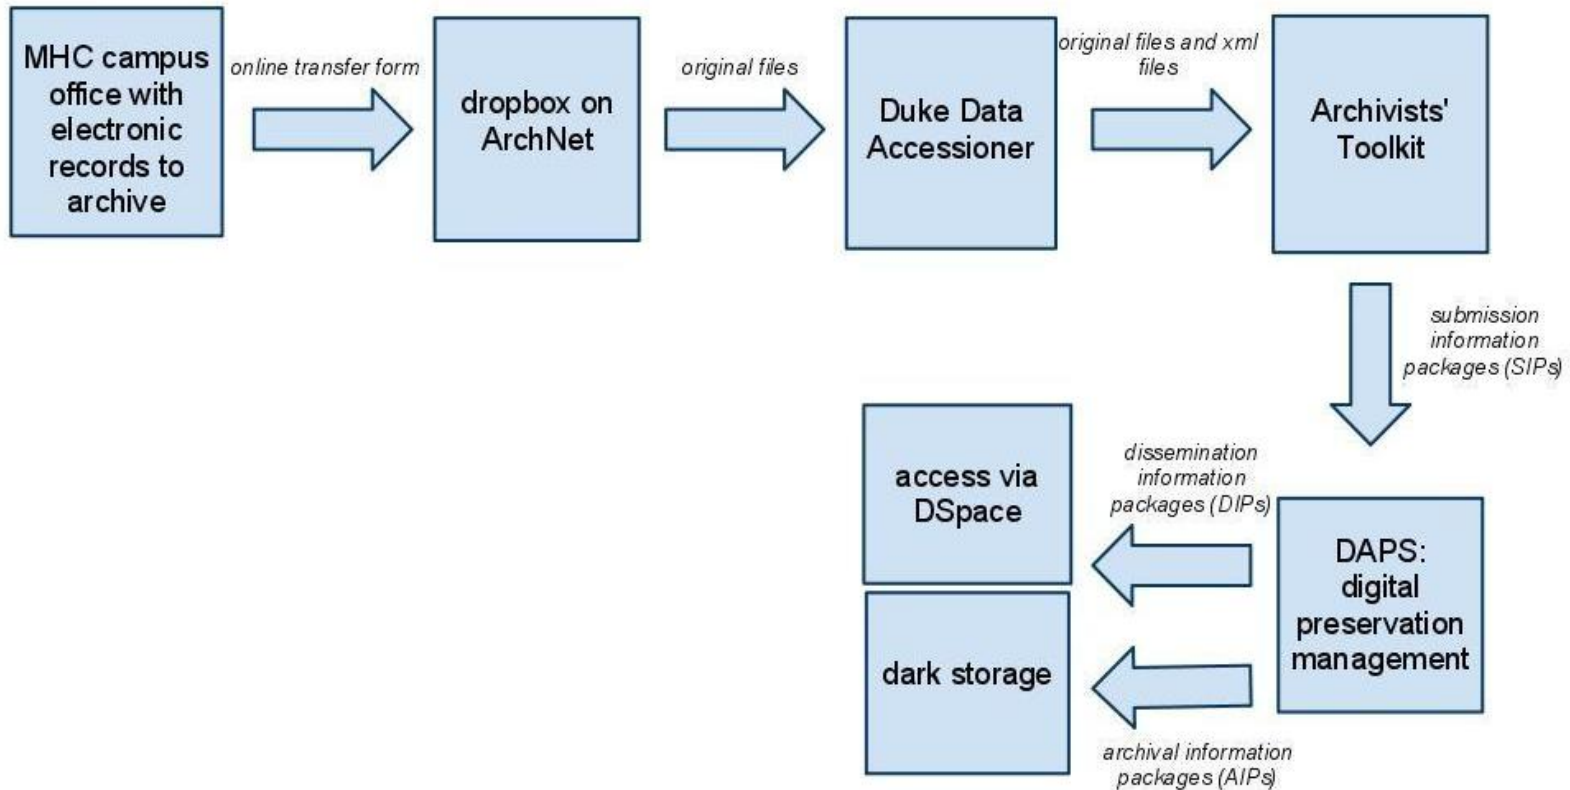 MHC campus
office with
electronic
records to
archive
online transfer form
dropbox on
ArchNet
original files
Duke Data
Accessioner
original files and xml
files
Archivists'
Toolkit
submission
information
packages (SIPs)
DAPS:
digital
preservation
management
dissemination
information
packages (DIPs)
access via
DSpace
archival information
packages (AIPs)
dark storage